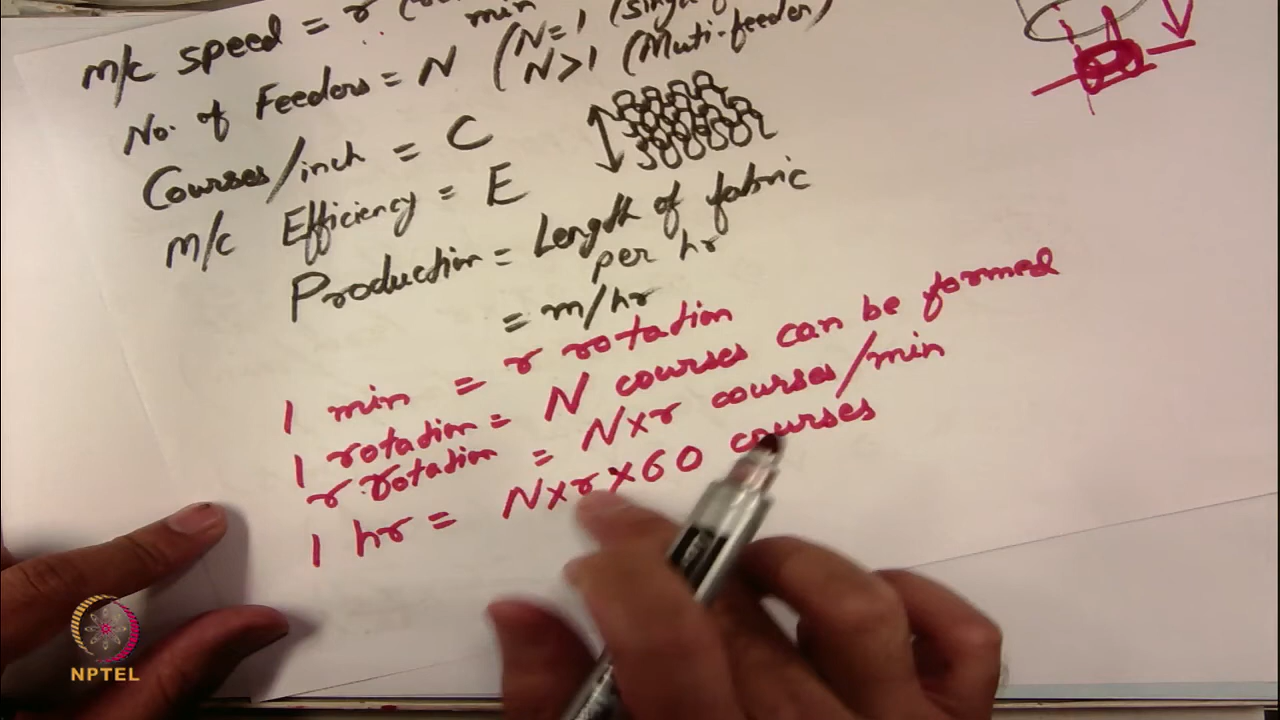 m/c speed = r
min
No. of Feeders = N (N=1
N>1 (Muti-feeder)
Courses/inch = C
m/c Efficiency = E
Production = Length of fabric
per hr
= m/hr
1 min = r rotation
1 rotation = N courses can be formed
r rotation = N×r courses/min
1 hr = N×r×60 courses
NPTEL